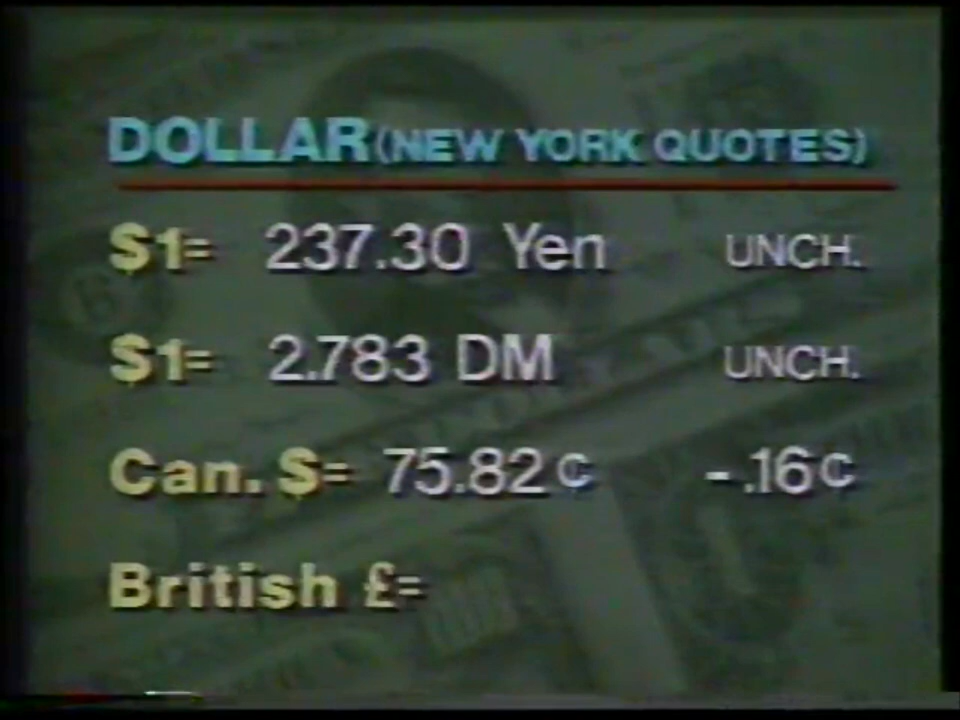 DOLLAR (NEW YORK QUOTES)
$1= 237.30 Yen UNCH.
$1= 2.783 DM UNCH.
Can. $= 75.82¢ -.16¢
British £=